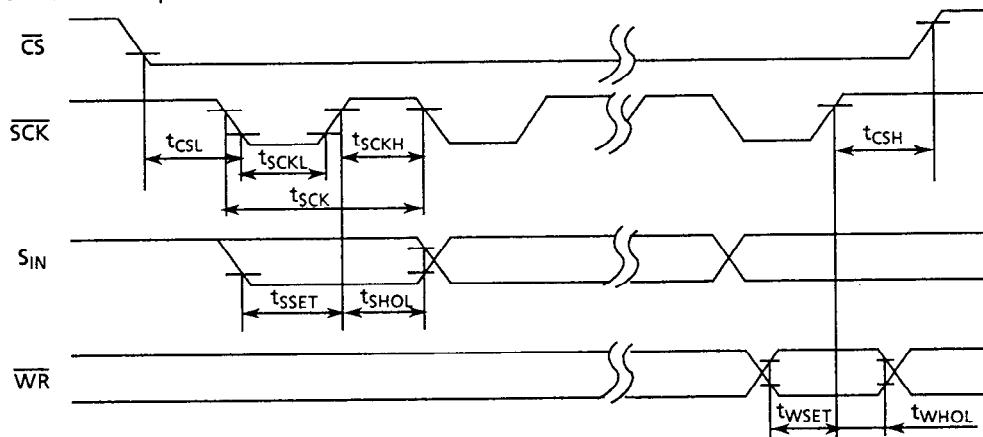 CS
SCK
tCSL
tSCKL
tSCKH
tCSH
tSCK
SIN
tSSET
tSHOL
WR
tWSET
tWHOL